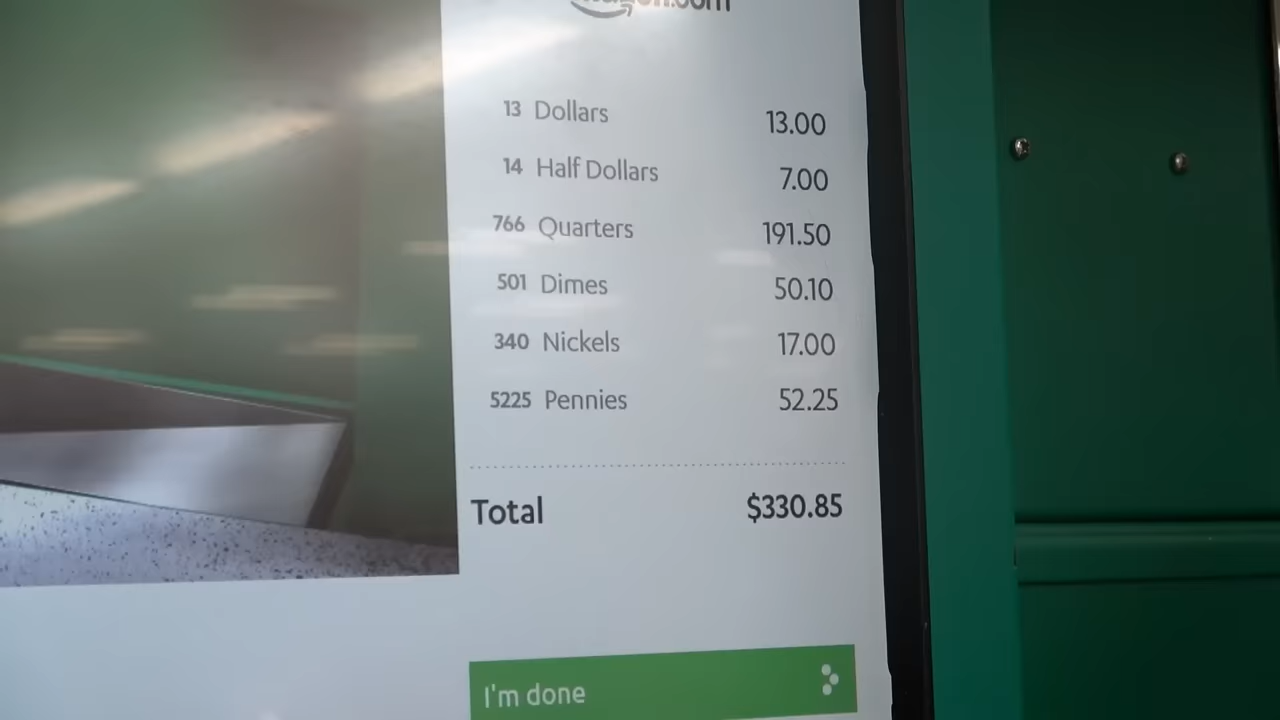 13 Dollars 13.00
14 Half Dollars 7.00
766 Quarters 191.50
501 Dimes 50.10
340 Nickels 17.00
5225 Pennies 52.25
Total $330.85
I'm done